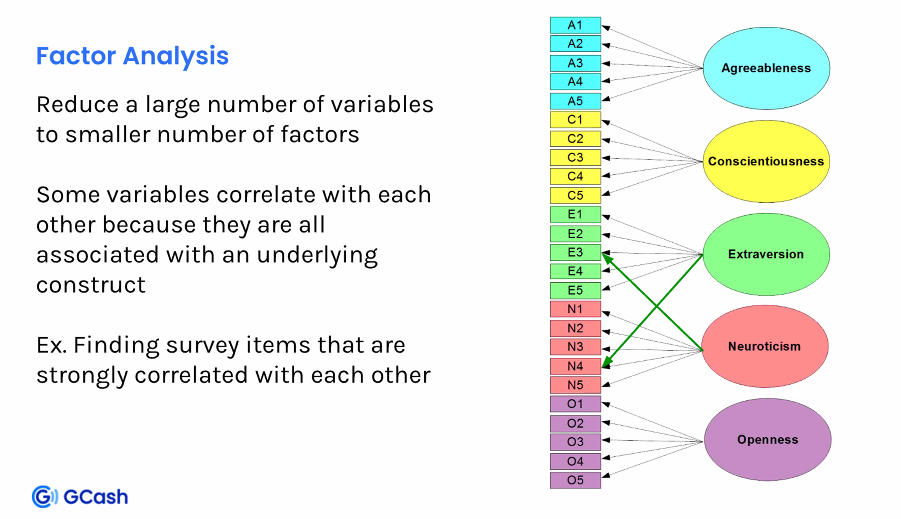 Factor Analysis
Reduce a large number of variables
to smaller number of factors
Some variables correlate with each
other because they are all
associated with an underlying
construct
Ex. Finding survey items that are
strongly correlated with each other
GCash
A1
A2
A3
A4
A5
C1
C2
C3
C4
C5
E1
E2
E3
E4
E5
N1
N2
N3
N4
N5
O1
O2
O3
O4
O5
Agreeableness
Conscientiousness
Extraversion
Neuroticism
Openness